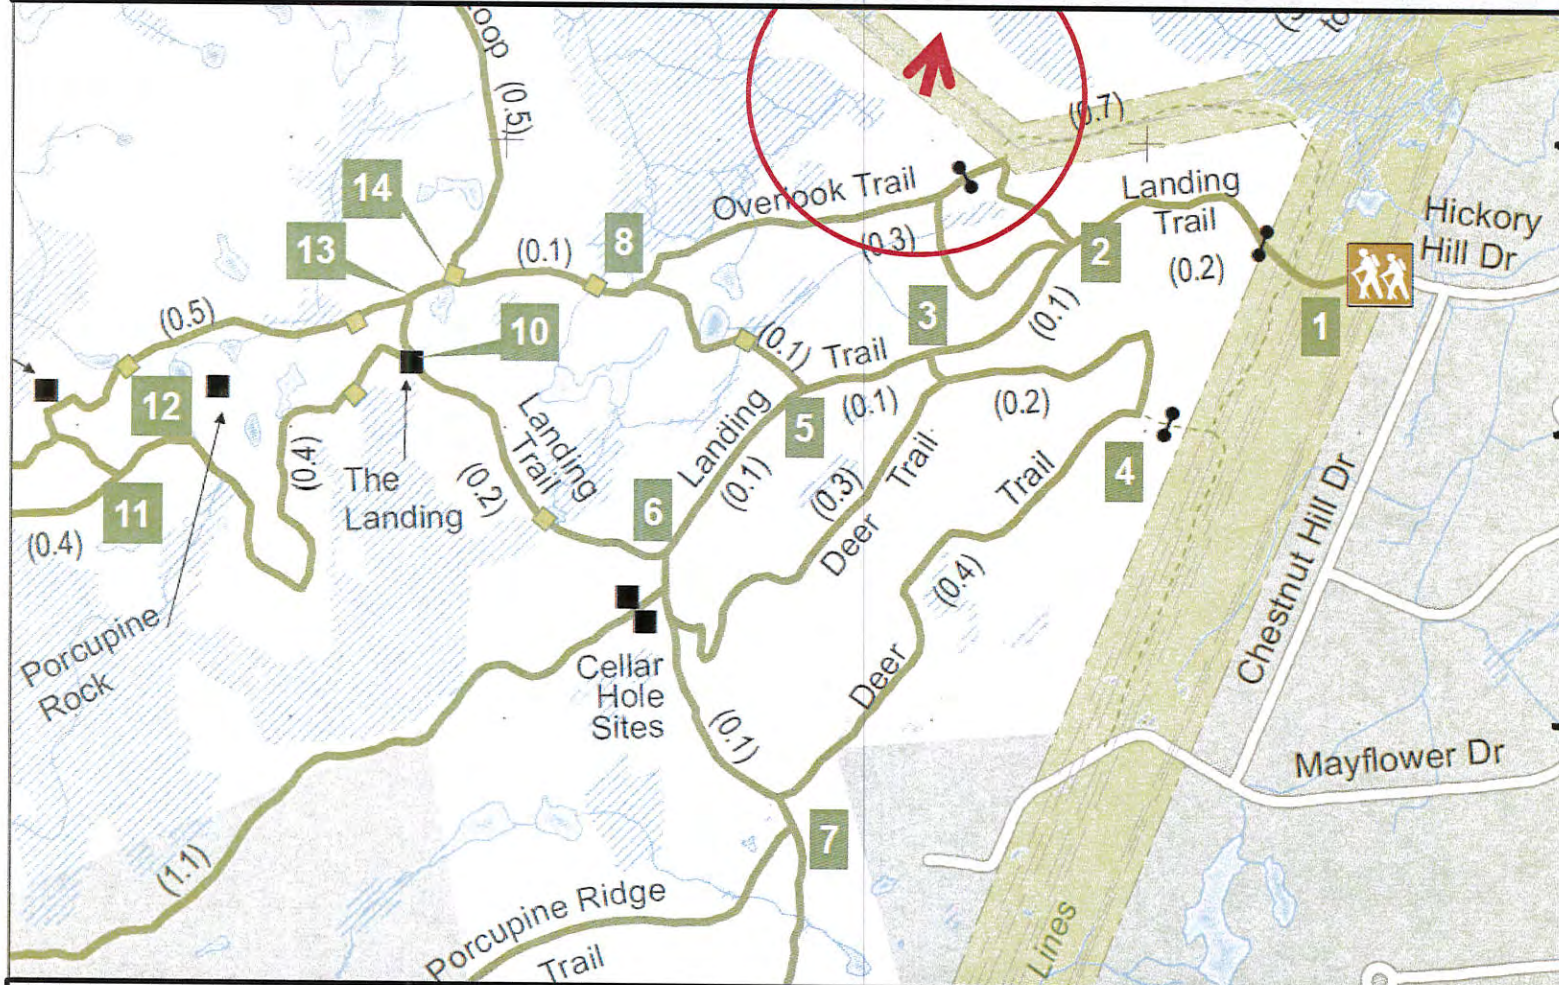 Loop
(0.5)
to
(0.7)
14
13
(0.1)
8
Overlook Trail
(0.3)
Landing
Trail
(0.2)
2
Hickory
Hill Dr
1
(0.5)
10
3
(0.1)
(0.1)
Trail
(0.1)
5
(0.2)
12
11
(0.4)
(0.4)
The
Landing
Landing
Trail
(0.2)
Landing
(0.1)
6
Trail
(0.3)
Deer
Trail
4
(0.4)
Deer
Chestnut Hill Dr
Porcupine
Rock
Cellar
Hole
Sites
(0.1)
Mayflower Dr
7
(1.1)
Porcupine Ridge
Trail
Lines